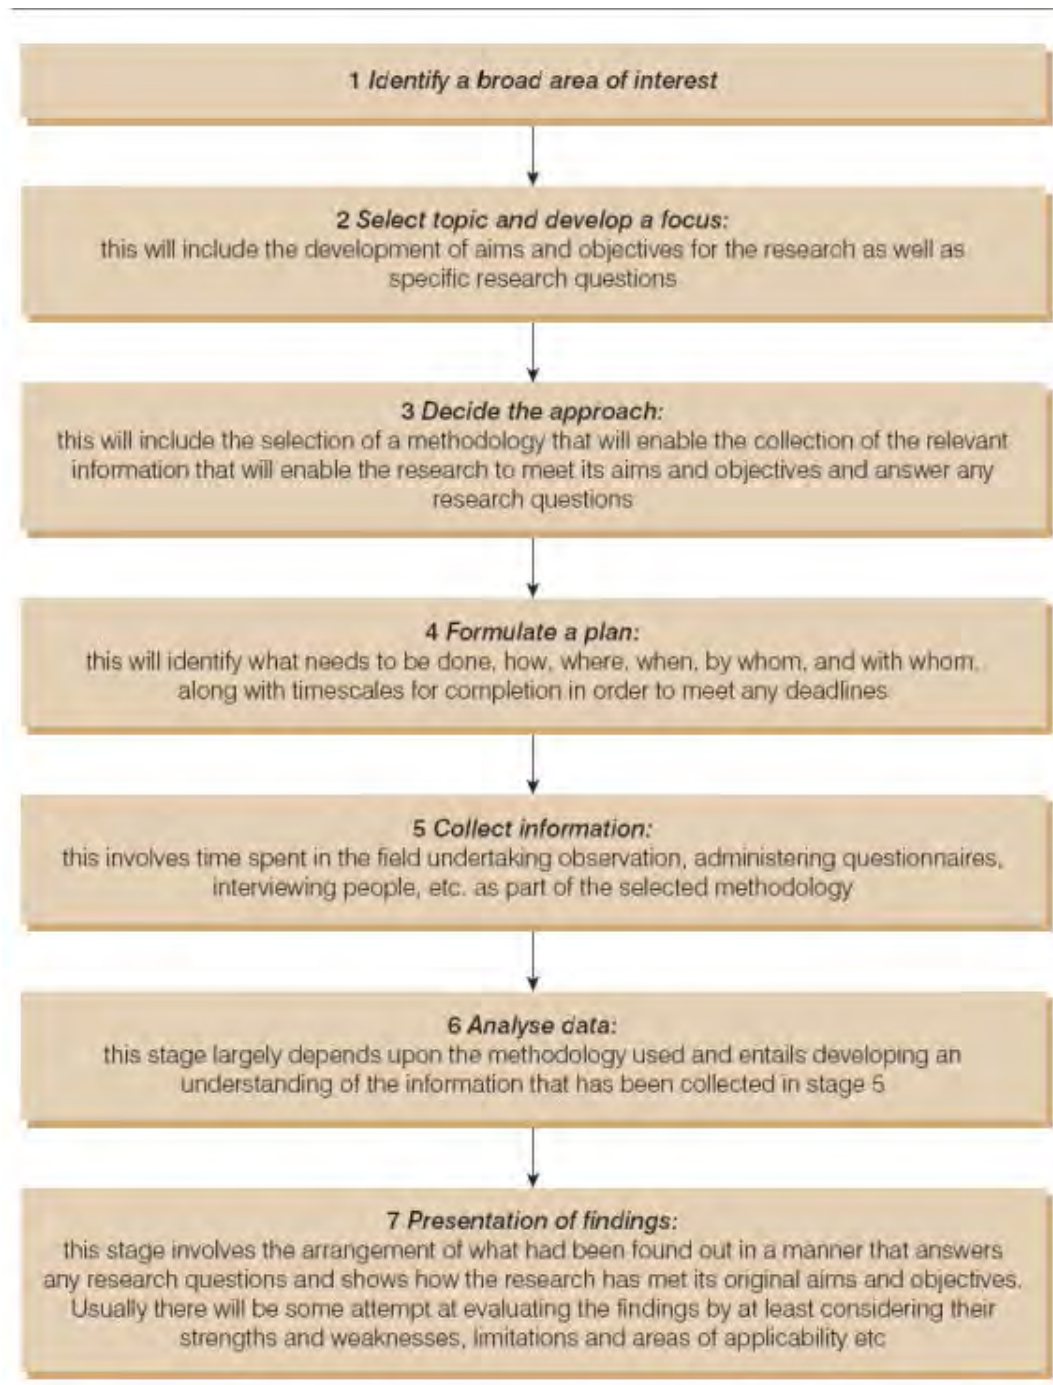 1 Identify a broad area of interest
2 Select topic and develop a focus:
this will include the development of aims and objectives for the research as well as
specific research questions
3 Decide the approach:
this will include the selection of a methodology that will enable the collection of the relevant
information that will enable the research to meet its aims and objectives and answer any
research questions
4 Formulate a plan:
this will identify what needs to be done, how, where, when, by whom, and with whom,
along with timescales for completion in order to meet any deadlines
5 Collect information:
this involves time spent in the field undertaking observation, administering questionnaires,
interviewing people, etc. as part of the selected methodology
6 Analyse data:
this stage largely depends upon the methodology used and entails developing an
understanding of the information that has been collected in stage 5
7 Presentation of findings:
this stage involves the arrangement of what had been found out in a manner that answers
any research questions and shows how the research has met its original aims and objectives.
Usually there will be some attempt at evaluating the findings by at least considering their
strengths and weaknesses, limitations and areas of applicability etc